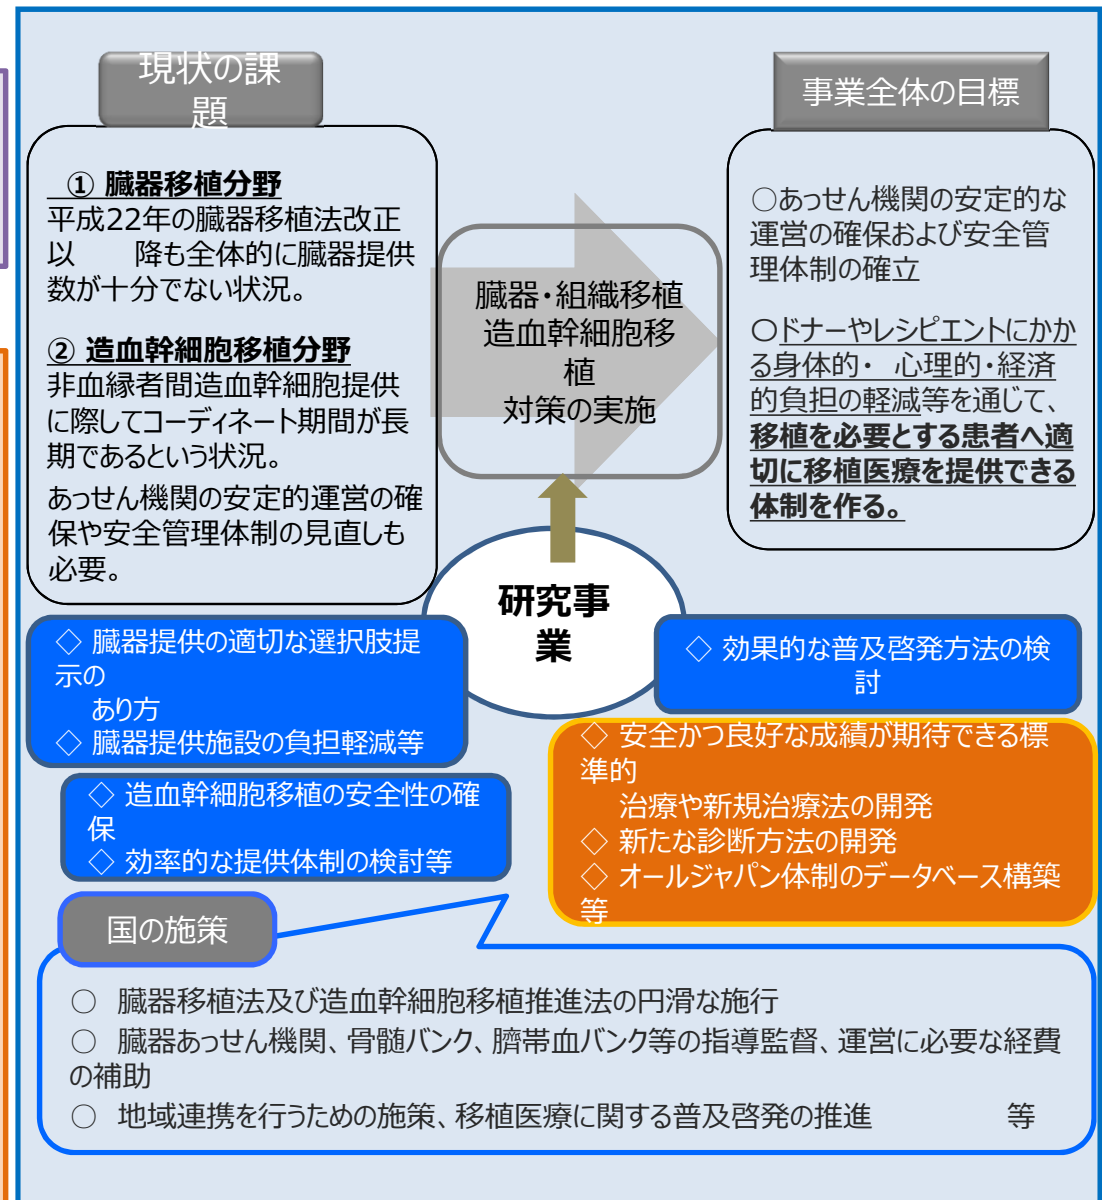 現状の課
題
事業全体の目標
① 臓器移植分野
平成22年の臓器移植法改正
以　　降も全体的に臓器提供
数が十分でない状況。
② 造血幹細胞移植分野
非血縁者間造血幹細胞提供
に際してコーディネート期間が長
期であるという状況。
あっせん機関の安定的運営の確
保や安全管理体制の見直しも
必要。
臓器・組織移植
造血幹細胞移
植
対策の実施
○あっせん機関の安定的な
運営の確保および安全管
理体制の確立
〇ドナーやレシピエントにかか
る身体的・ 心理的・経済
的負担の軽減等を通じて、
移植を必要とする患者へ適
切に移植医療を提供できる
体制を作る。
研究事
業
◇ 臓器提供の適切な選択肢提
示の
あり方
◇ 臓器提供施設の負担軽減等
◇ 効果的な普及啓発方法の検
討
◇ 造血幹細胞移植の安全性の確
保
◇ 効率的な提供体制の検討等
◇ 安全かつ良好な成績が期待できる標
準的
治療や新規治療法の開発
◇ 新たな診断方法の開発
◇ オールジャパン体制のデータベース構築
等
国の施策
○ 臓器移植法及び造血幹細胞移植推進法の円滑な施行
○ 臓器あっせん機関、骨髄バンク、臍帯血バンク等の指導監督、運営に必要な経費
の補助
○ 地域連携を行うための施策、移植医療に関する普及啓発の推進　　　　等